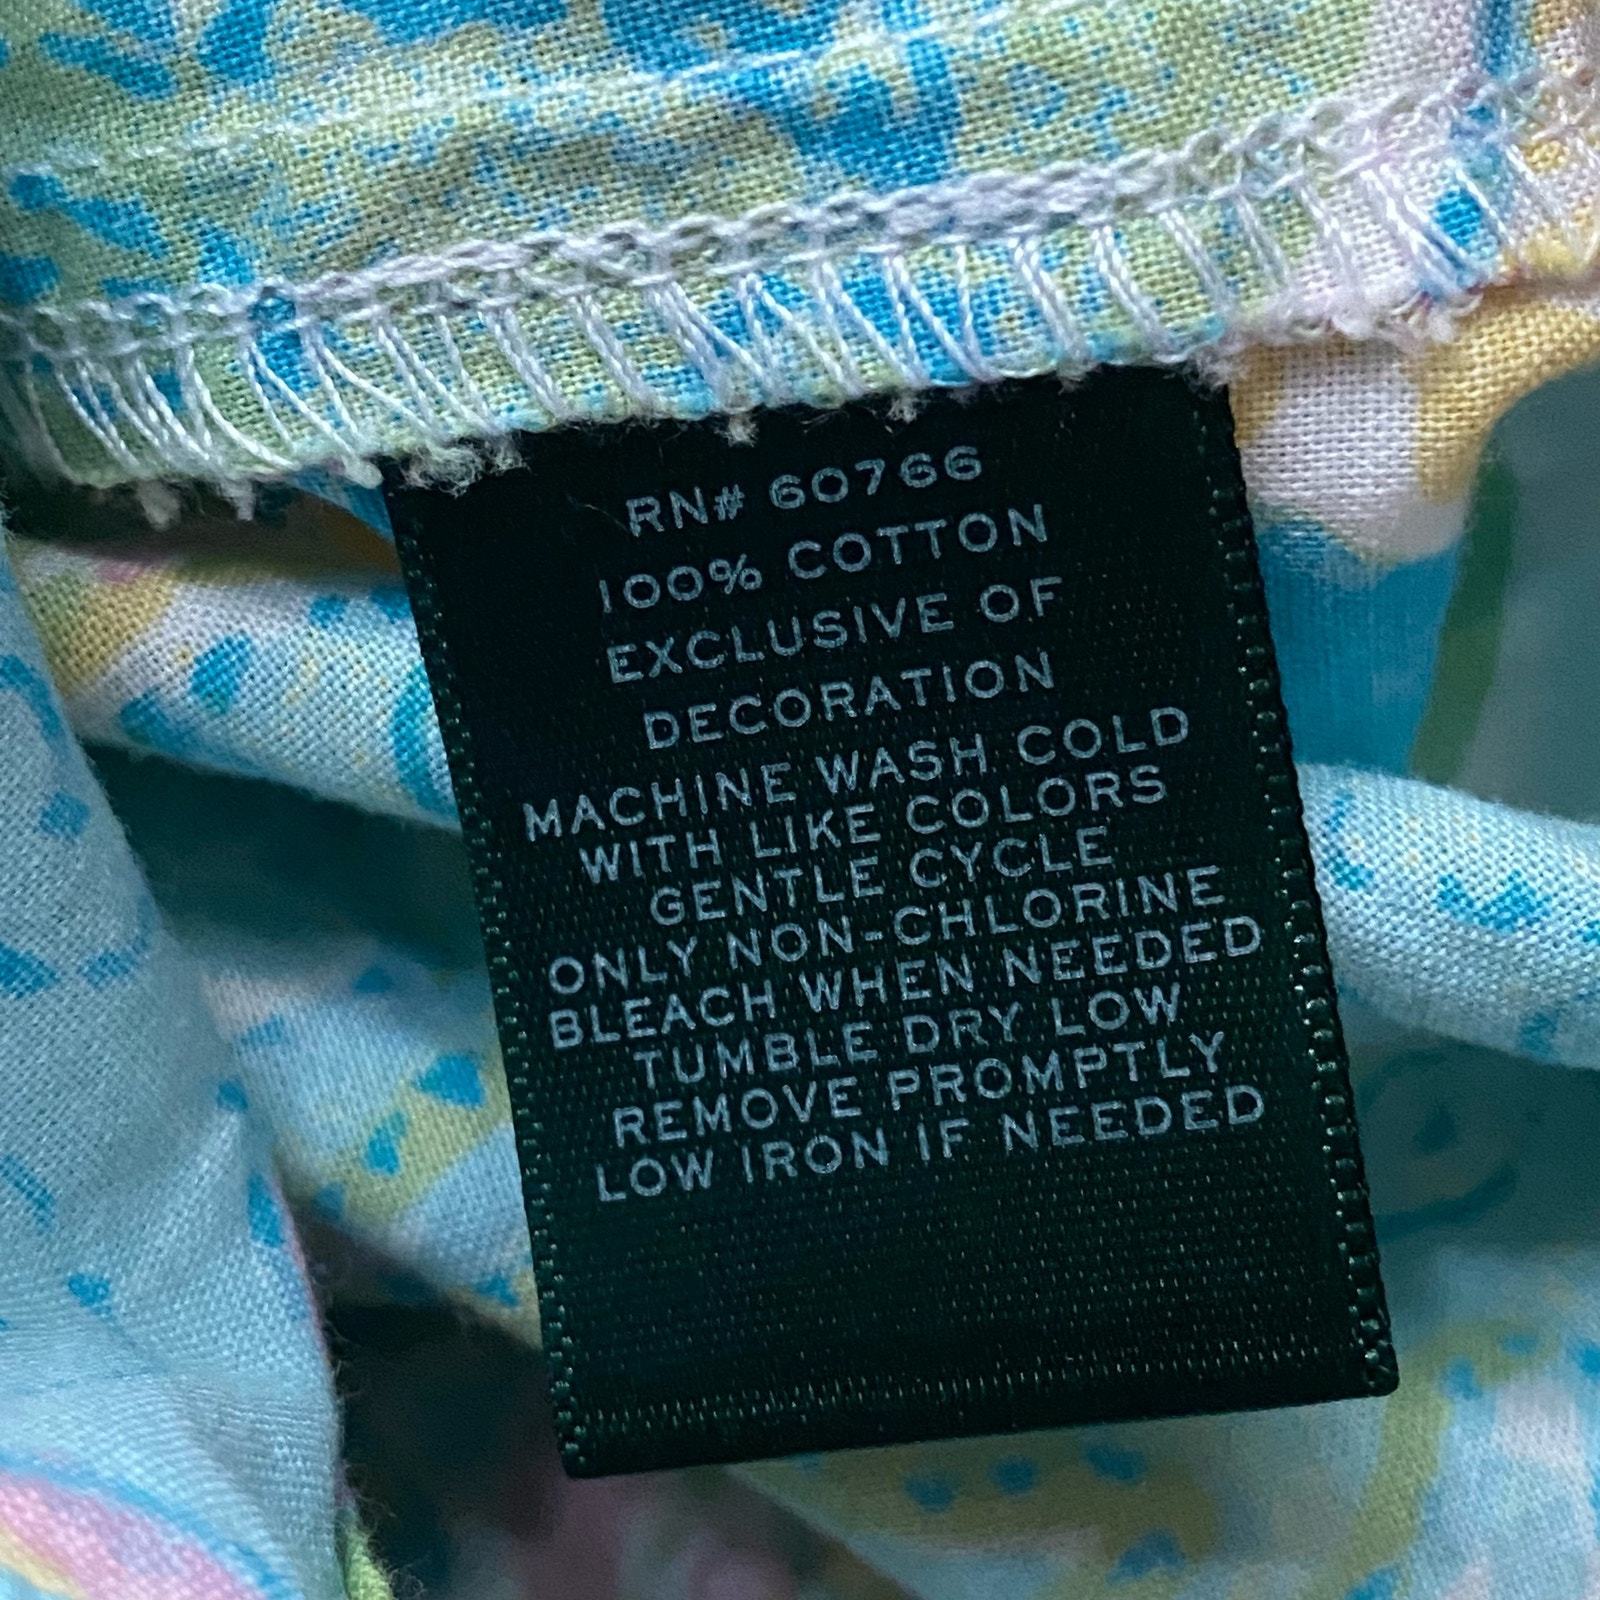 RN# 60766
100% COTTON
EXCLUSIVE OF
DECORATION
MACHINE WASH COLD
WITH LIKE COLORS
GENTLE CYCLE
ONLY NON-CHLORINE
BLEACH WHEN NEEDED
TUMBLE DRY LOW
REMOVE PROMPTLY
LOW IRON IF NEEDED